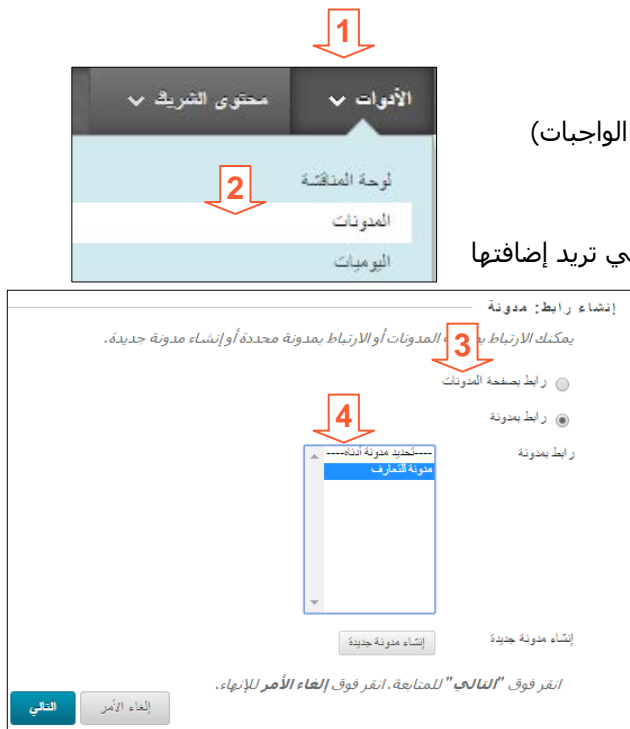 1
الأدوات
محتوى الشريك
الواجبات)
لوحة المناقشة
2
المدونات
اليوميات
ي تريد إضافتها
إنشاء رابط: مدونة
يمكنك الارتباط المدونات أو الارتباط بمدونة محددة أو إنشاء مدونة جديدة.
3
رابط بصفحة المدونات
رابط بمدونة
4
رابط بمدونة
----تحديد مدونة أدناه----
مدونة للتعارف
إنشاء مدونة جديدة
إنشاء مدونة جديدة
انقر فوق "التالي" للمتابعة. انقر فوق إلغاء الأمر للإنهاء.
إلغاء الأمر
التالي